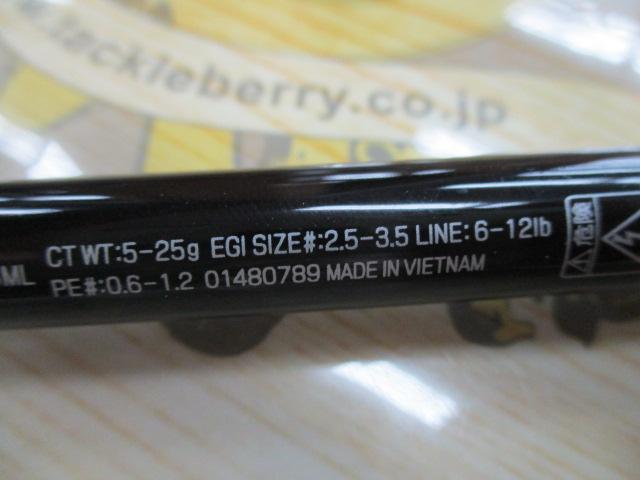 www.tackleberry.co.jp
ML CT WT:5-25g EGI SIZE#:2.5-3.5 LINE:6-12lb
PE#:0.6-1.2 01480789 MADE IN VIETNAM
危険